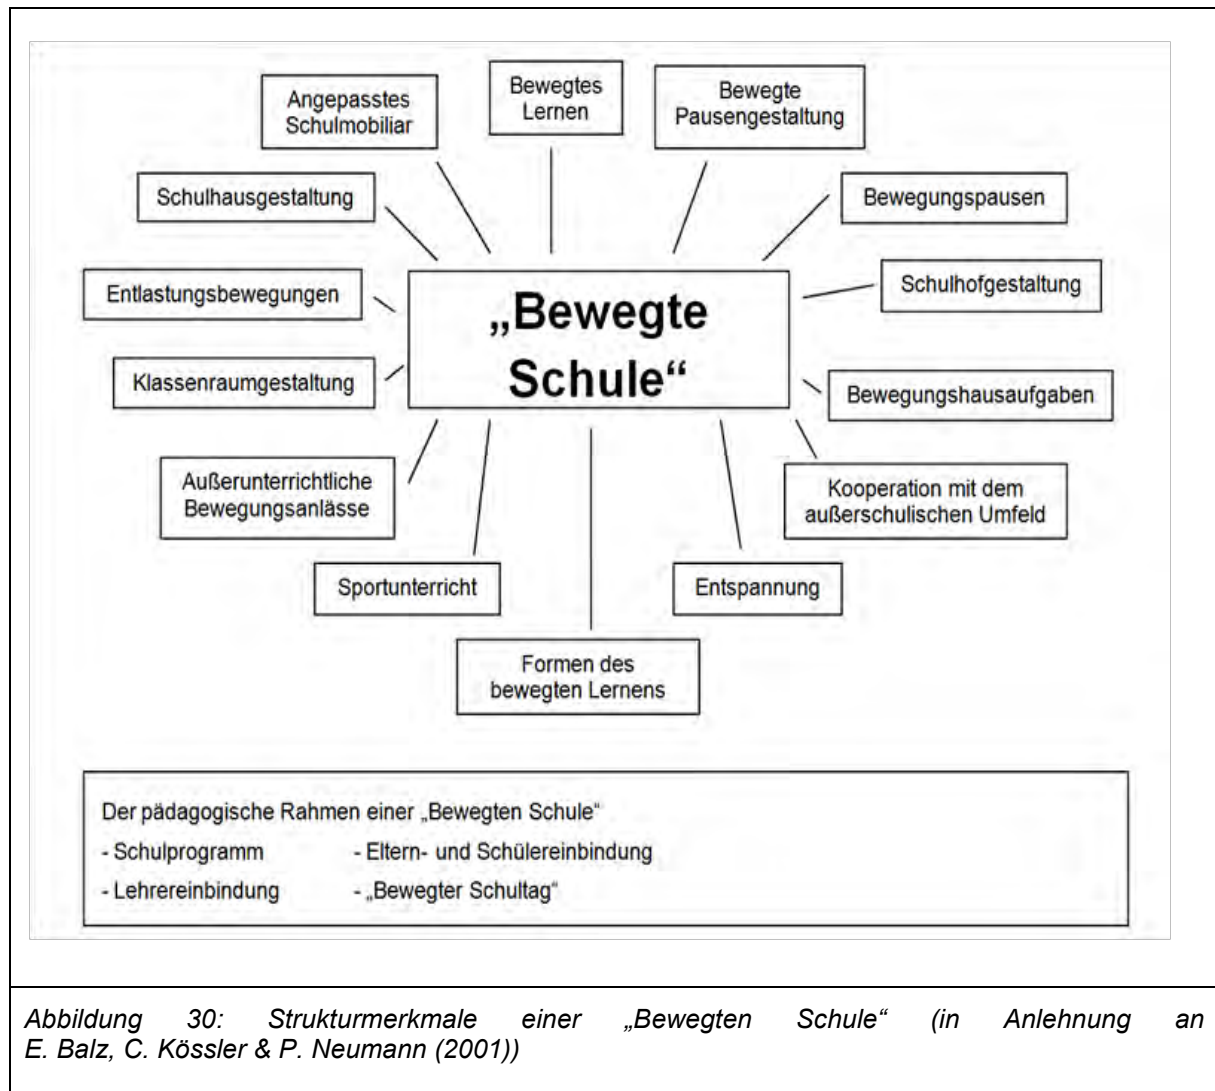 Bewegtes
Lernen
Bewegte
Pausengestaltung
Angepasstes
Schulmobiliar
Schulhausgestaltung
Bewegungspausen
Entlastungsbewegungen
Schulhofgestaltung
„Bewegte
Schule“
Klassenraumgestaltung
Bewegungshausaufgaben
Außerunterrichtliche
Bewegungsanlässe
Kooperation mit dem
außerschulischen Umfeld
Sportunterricht
Entspannung
Formen des
bewegten Lernens
Der pädagogische Rahmen einer „Bewegten Schule“
- Schulprogramm - Eltern- und Schülereinbindung
- Lehrereinbindung - „Bewegter Schultag“
Abbildung 30: Strukturmerkmale einer „Bewegten Schule“ (in Anlehnung an
E. Balz, C. Kössler & P. Neumann (2001))